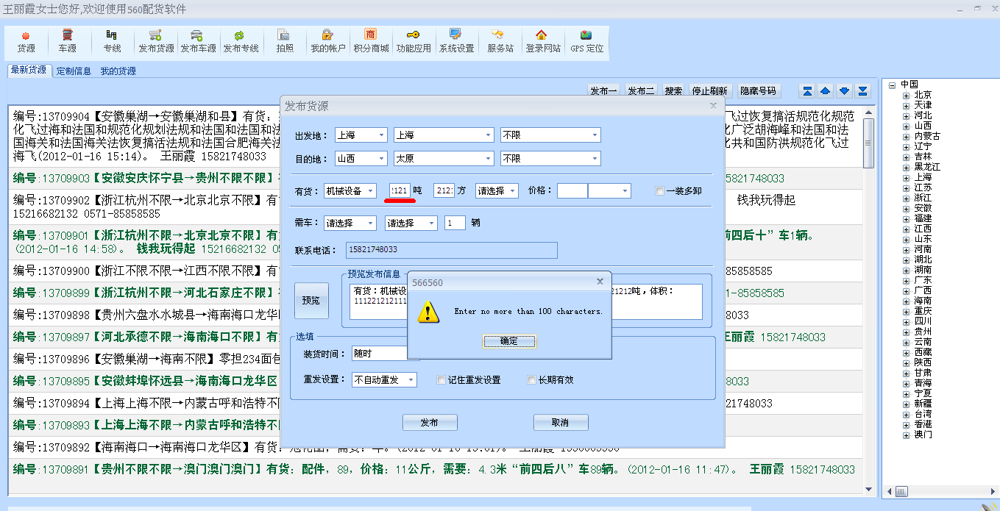 王丽霞女士您好,欢迎使用560配货软件
货源 车源 专线 发布货源 发布车源 发布专线 拍照 我的帐户 积分商城 功能应用 系统设置 服务站 登录网站 GPS 定位
最新货源 定制信息 我的货源
发布一 发布二 搜索 停止刷新 隐藏号码
编号:13709904【安徽巢湖→安徽巢湖和县】有货: 飞过恢复搞活规范化规范
化飞过海和法国和规范化规划法规和法国和法国和法 化广泛胡海峰和法国和法
国海关和法国海关法恢复搞活法规和法国合肥海关法 化共和国防洪规范化飞过
海飞(2012-01-16 15:14)。 王丽霞 15821748033
编号:13709903【安徽安庆怀宁县→贵州不限不限】 5821748033
编号:13709902【浙江杭州不限→北京北京不限】有 钱我玩得起
15216682132 0571-85858585
编号:13709901【浙江杭州不限→北京北京不限】有 前四后十”车1辆。
(2012-01-16 14:58)。 钱我玩得起 15216682132 05
编号:13709900【浙江不限不限→江西不限不限】有 85858585
编号:13709899【浙江杭州不限→河北石家庄不限】 1-85858585
编号:13709898【贵州六盘水水城县→海南海口龙华 8033
编号:13709897【河北承德不限→海南海口不限】有 王丽霞 15821748033
编号:13709896【安徽巢湖→海南不限】零担234面包
编号:13709895【安徽蚌埠怀远县→海南海口龙华区 8033
编号:13709894【上海上海不限→内蒙古呼和浩特不限 21748033
编号:13709893【上海上海不限→内蒙古呼和浩特不
编号:13709892【海南海口→海南海口龙华区】有货:
编号:13709891【贵州不限不限→澳门澳门澳门】有货: 配件, 89, 价格: 11公斤, 需要: 4.3米“前四后八”车89辆。(2012-01-16 11:47)。 王丽霞 15821748033
发布货源
出发地: 上海 上海 不限
目的地: 山西 太原 不限
有货: 机械设备 !121 吨 2121 方 请选择 价格: 一装多卸
需车: 请选择 请选择 1 辆
联系电话: 15821748033
预览
预览发布信息
有货:机械设 21212吨,体积:
111221212111
选填
装货时间: 随时
重发设置: 不自动重发 记住重发设置 长期有效
发布 取消
566560
Enter no more than 100 characters.
确定
中国
北京
天津
河北
山西
内蒙古
辽宁
吉林
黑龙江
上海
江苏
浙江
安徽
福建
江西
山东
河南
湖北
湖南
广东
广西
海南
重庆
四川
贵州
云南
西藏
陕西
甘肃
青海
宁夏
新疆
台湾
香港
澳门